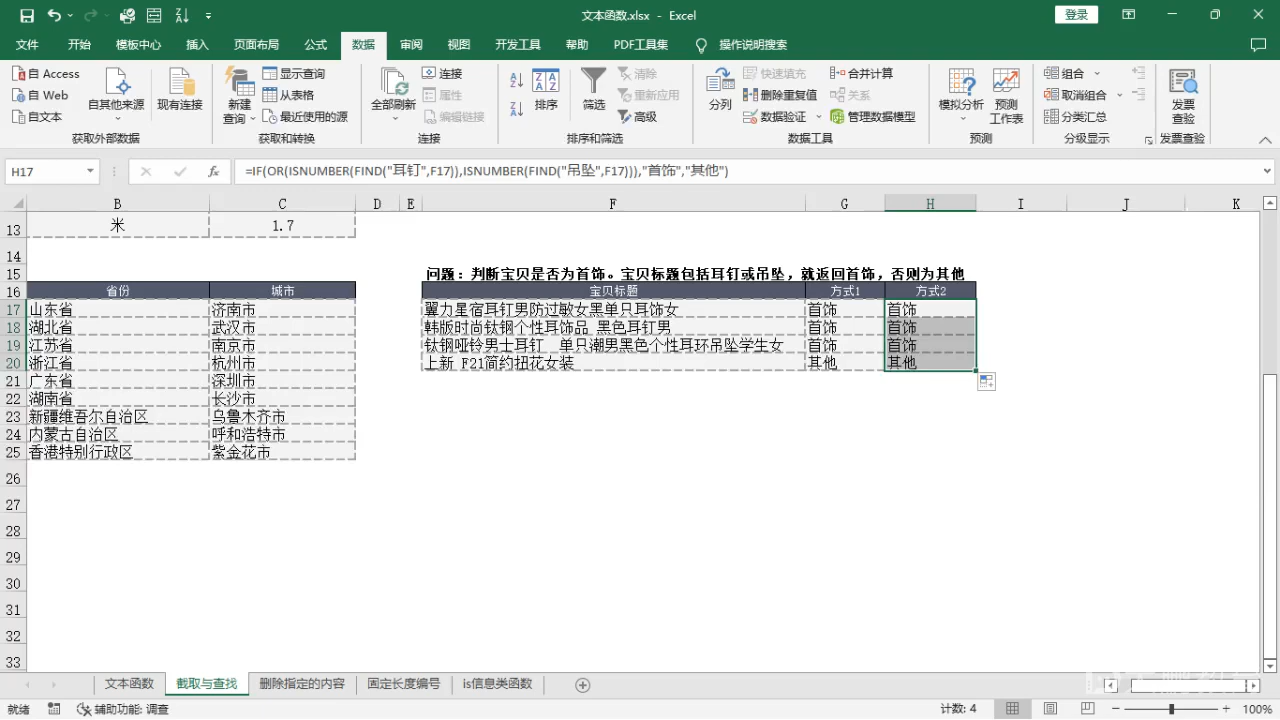 文本函数.xlsx - Excel
登录
文件 开始 模板中心 插入 页面布局 公式 数据 审阅 视图 开发工具 帮助 PDF工具集 操作说明搜索
自 Access
自 Web
自文本
自其他来源
现有连接
获取外部数据
新建查询
显示查询
从表格
最近使用的源
获取和转换
全部刷新
连接
属性
编辑链接
连接
排序
筛选
清除
重新应用
高级
排序和筛选
分列
快速填充
删除重复值
数据验证
合并计算
关系
管理数据模型
数据工具
模拟分析
预测工作表
预测
组合
取消组合
分类汇总
分级显示
发票查验
发票查验
H17
fx
=IF(OR(ISNUMBER(FIND("耳钉",F17)),ISNUMBER(FIND("吊坠",F17))),"首饰","其他")
B C D E F G H I J K
13 米 1.7
14
15 问题：判断宝贝是否为首饰。宝贝标题包括耳钉或吊坠，就返回首饰，否则为其他
16 省份 城市 宝贝标题 方式1 方式2
17 山东省 济南市 翼力星宿耳钉男防过敏女黑单只耳饰女 首饰 首饰
18 湖北省 武汉市 韩版时尚钛钢个性耳饰品 黑色耳钉男 首饰 首饰
19 江苏省 南京市 钛钢哑铃男士耳钉 单只潮男黑色个性耳环吊坠学生女 首饰 首饰
20 浙江省 杭州市 上新 F21简约扭花女装 其他 其他
21 广东省 深圳市
22 湖南省 长沙市
23 新疆维吾尔自治区 乌鲁木齐市
24 内蒙古自治区 呼和浩特市
25 香港特别行政区 紫金花市
26
27
28
29
30
31
32
33
文本函数 截取与查找 删除指定的内容 固定长度编号 is信息类函数
就绪 辅助功能: 调查 计数: 4 100%